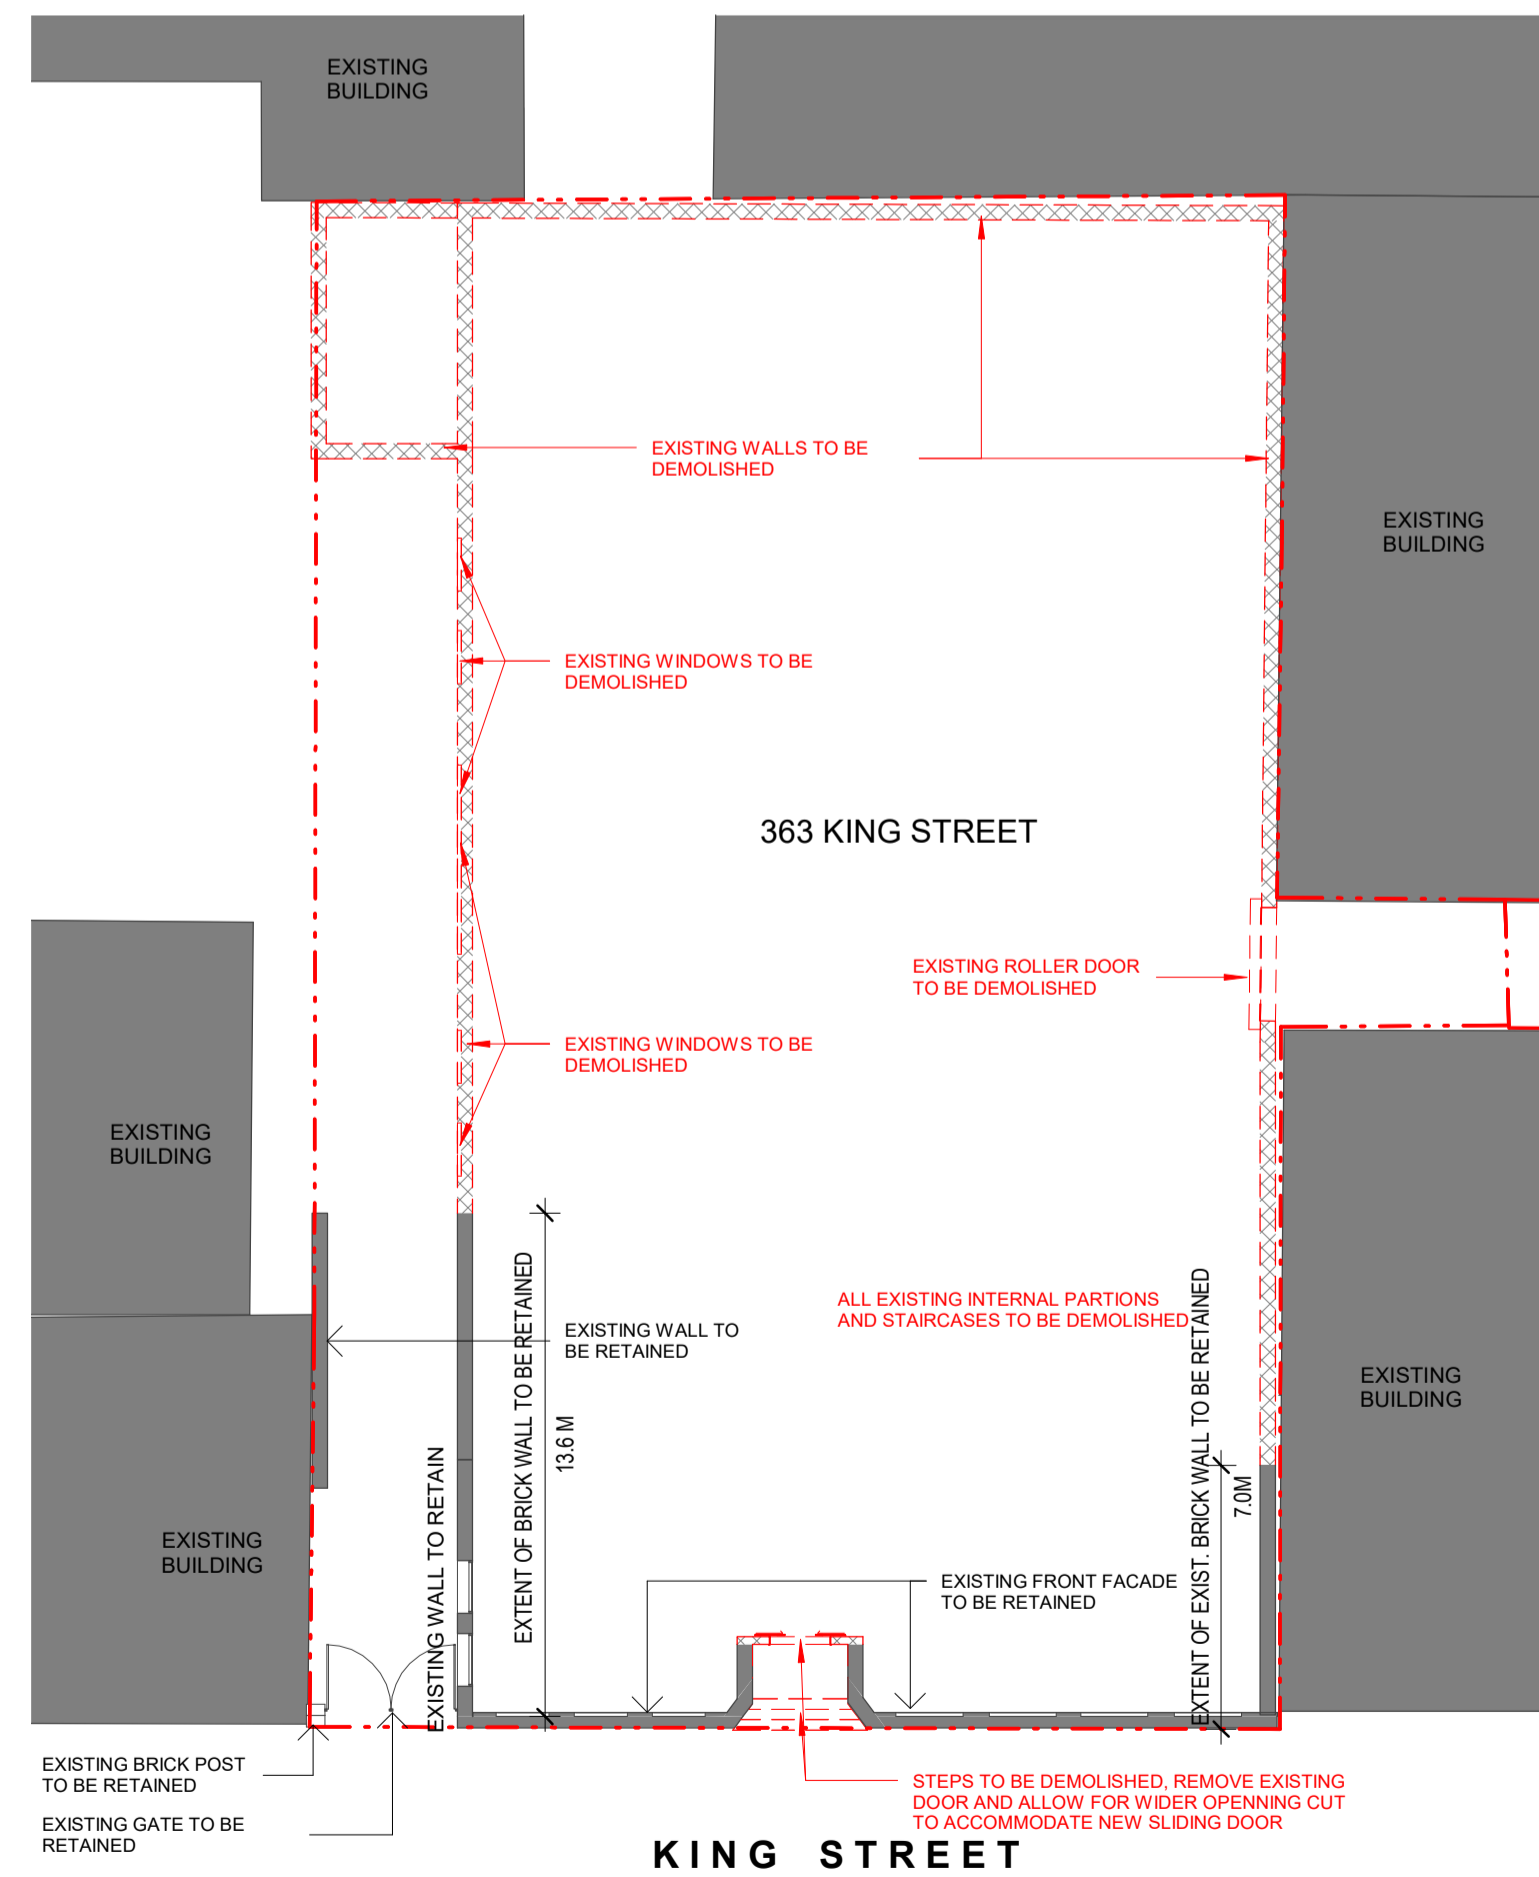 EXISTING
BUILDING
EXISTING WALLS TO BE
DEMOLISHED
EXISTING
BUILDING
EXISTING WINDOWS TO BE
DEMOLISHED
363 KING STREET
EXISTING ROLLER DOOR
TO BE DEMOLISHED
EXISTING WINDOWS TO BE
DEMOLISHED
EXISTING
BUILDING
ALL EXISTING INTERNAL PARTIONS
AND STAIRCASES TO BE DEMOLISHED
EXISTING WALL TO
BE RETAINED
EXTENT OF BRICK WALL TO BE RETAINED
13.6 M
EXTENT OF EXIST. BRICK WALL TO BE RETAINED
7.0M
EXISTING
BUILDING
EXISTING WALL TO RETAIN
EXISTING
BUILDING
EXISTING FRONT FACADE
TO BE RETAINED
EXISTING BRICK POST
TO BE RETAINED
EXISTING GATE TO BE
RETAINED
STEPS TO BE DEMOLISHED, REMOVE EXISTING
DOOR AND ALLOW FOR WIDER OPENNING CUT
TO ACCOMMODATE NEW SLIDING DOOR
KING STREET